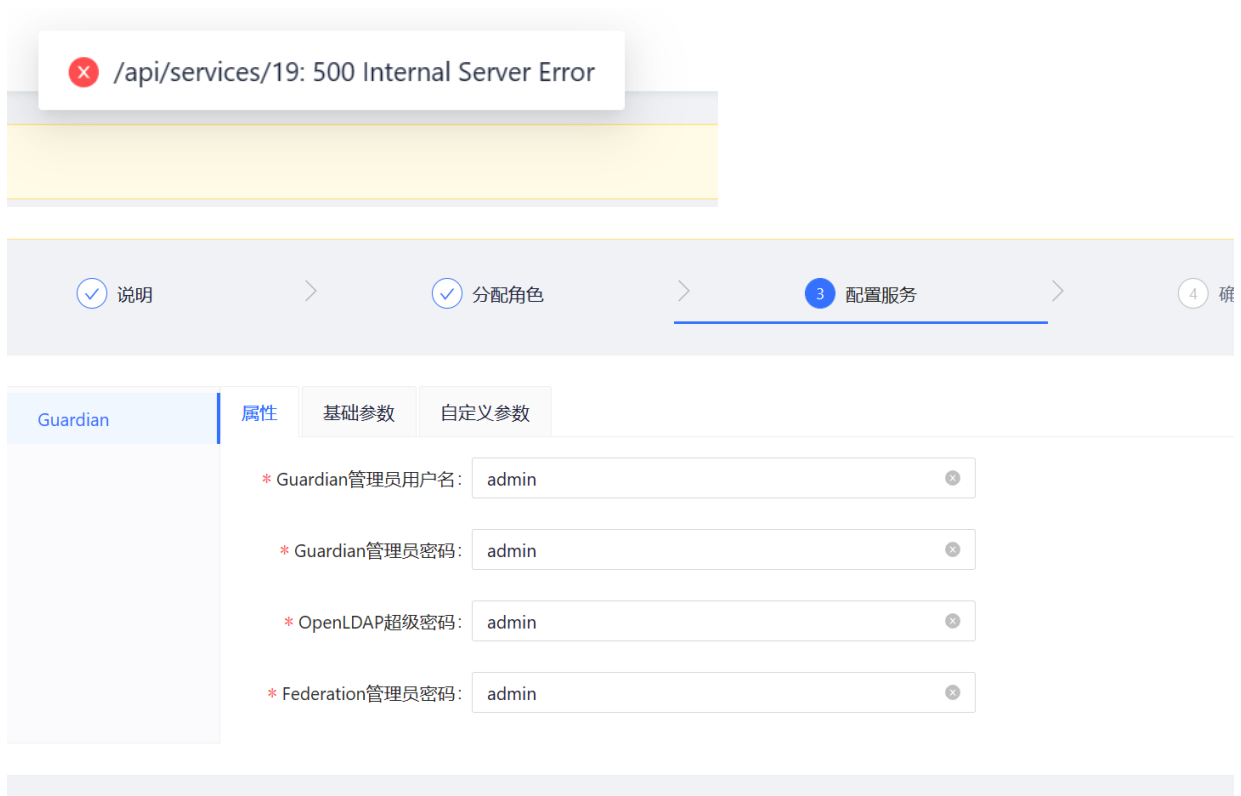 /api/services/19: 500 Internal Server Error
说明
分配角色
3 配置服务
4 确
Guardian
属性 基础参数 自定义参数
* Guardian管理员用户名: admin
* Guardian管理员密码: admin
* OpenLDAP超级密码: admin
* Federation管理员密码: admin